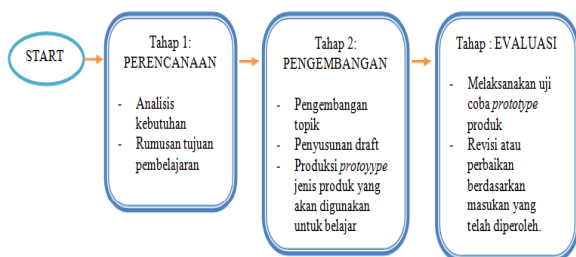 START
Tahap 1:
PERENCANAAN
- Analisis
kebutuhan
- Rumusan tujuan
pembelajaran
Tahap 2:
PENGEMBANGAN
- Pengembangan
topik
- Penyusunan draft
- Produksi protoyype
jenis produk yang
akan digunakan
untuk belajar
Tahap : EVALUASI
- Melaksanakan uji
coba prototype
produk
- Revisi atau
perbaikan
berdasarkan
masukan yang
telah diperoleh.